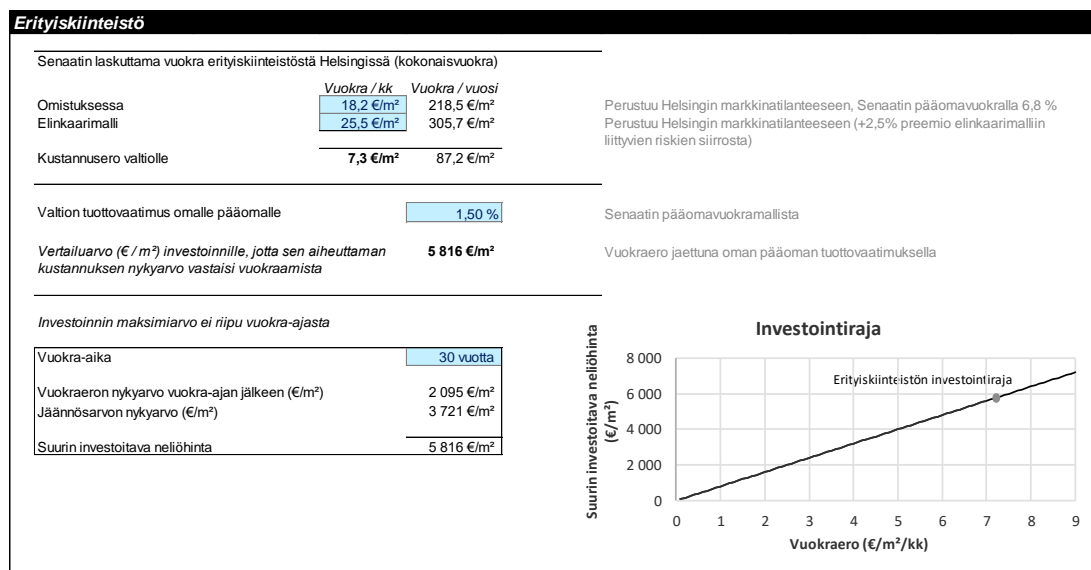 Erityiskiinteistö
Senaatin laskuttama vuokra erityiskiinteistöstä Helsingissä (kokonaisvuokra)
Vuokra / kk Vuokra / vuosi
Omistuksessa 18,2 €/m² 218,5 €/m² Perustuu Helsingin markkinatilanteeseen, Senaatin pääomavuokralla 6,8 %
Elinkaarimalli 25,5 €/m² 305,7 €/m² Perustuu Helsingin markkinatilanteeseen (+2,5% preemio elinkaarimalliin
liittyvien riskien siirrosta)
Kustannusero valtiolle 7,3 €/m² 87,2 €/m²
Valtion tuottovaatimus omalle pääomalle 1,50 % Senaatin pääomavuokramallista
Vertailuarvo (€ / m²) investoinnille, jotta sen aiheuttaman 5 816 €/m² Vuokraero jaettuna oman pääoman tuottovaatimuksella
kustannuksen nykyarvo vastaisi vuokraamista
Investoinnin maksimiarvo ei riipu vuokra-ajasta
Vuokra-aika 30 vuotta
Vuokraeron nykyarvo vuokra-ajan jälkeen (€/m²) 2 095 €/m²
Jäännösarvon nykyarvo (€/m²) 3 721 €/m²
Suurin investoitava neliöhinta 5 816 €/m²
Investointiraja
Suurin investoitava neliöhinta
(€/m²)
8 000
Erityiskiinteistön investointiraja
6 000
4 000
2 000
0
0 1 2 3 4 5 6 7 8 9
Vuokraero (€/m²/kk)